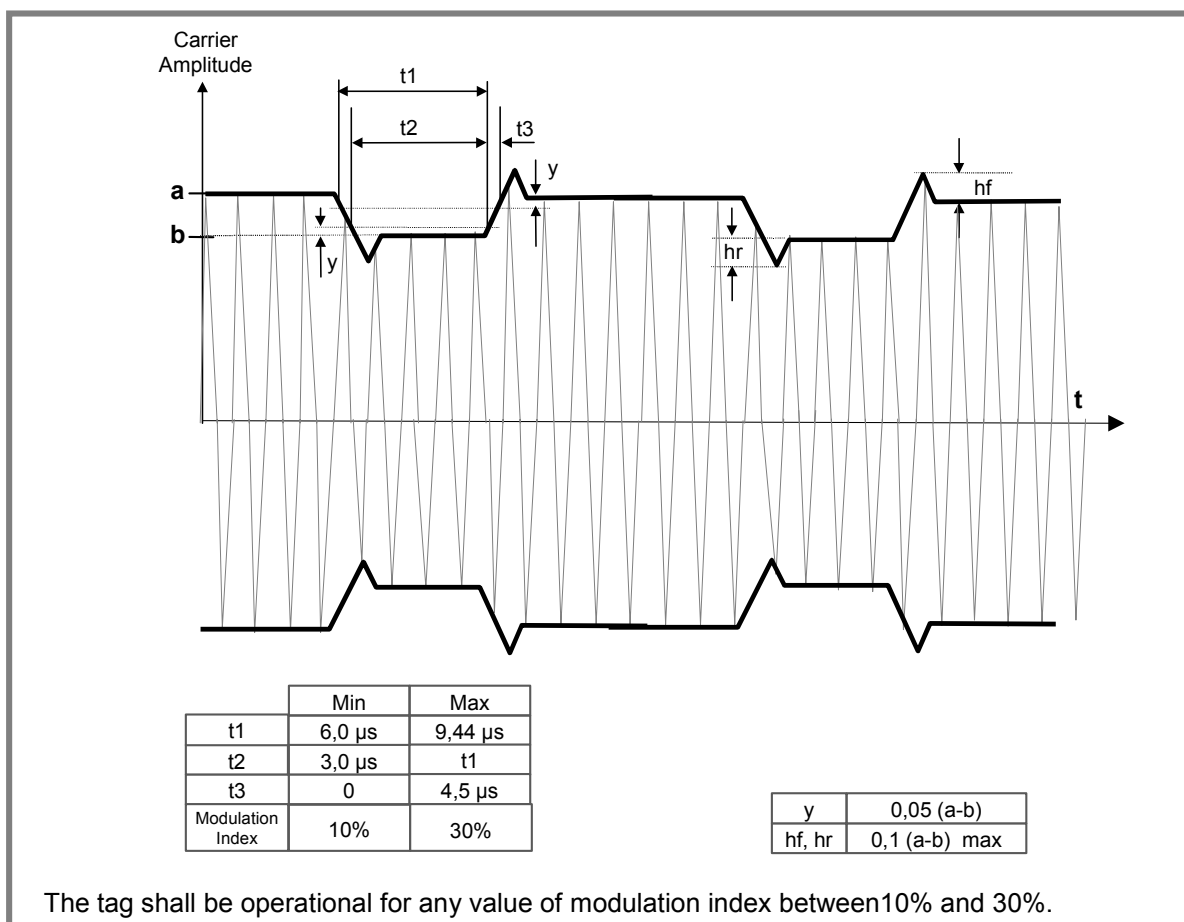 Carrier
Amplitude
t1
t2
t3
y
a
b
y
hr
hf
t
Min Max
t1 6,0 µs 9,44 µs
t2 3,0 µs t1
t3 0 4,5 µs
Modulation
Index 10% 30%
y 0,05 (a-b)
hf, hr 0,1 (a-b) max
The tag shall be operational for any value of modulation index between10% and 30%.